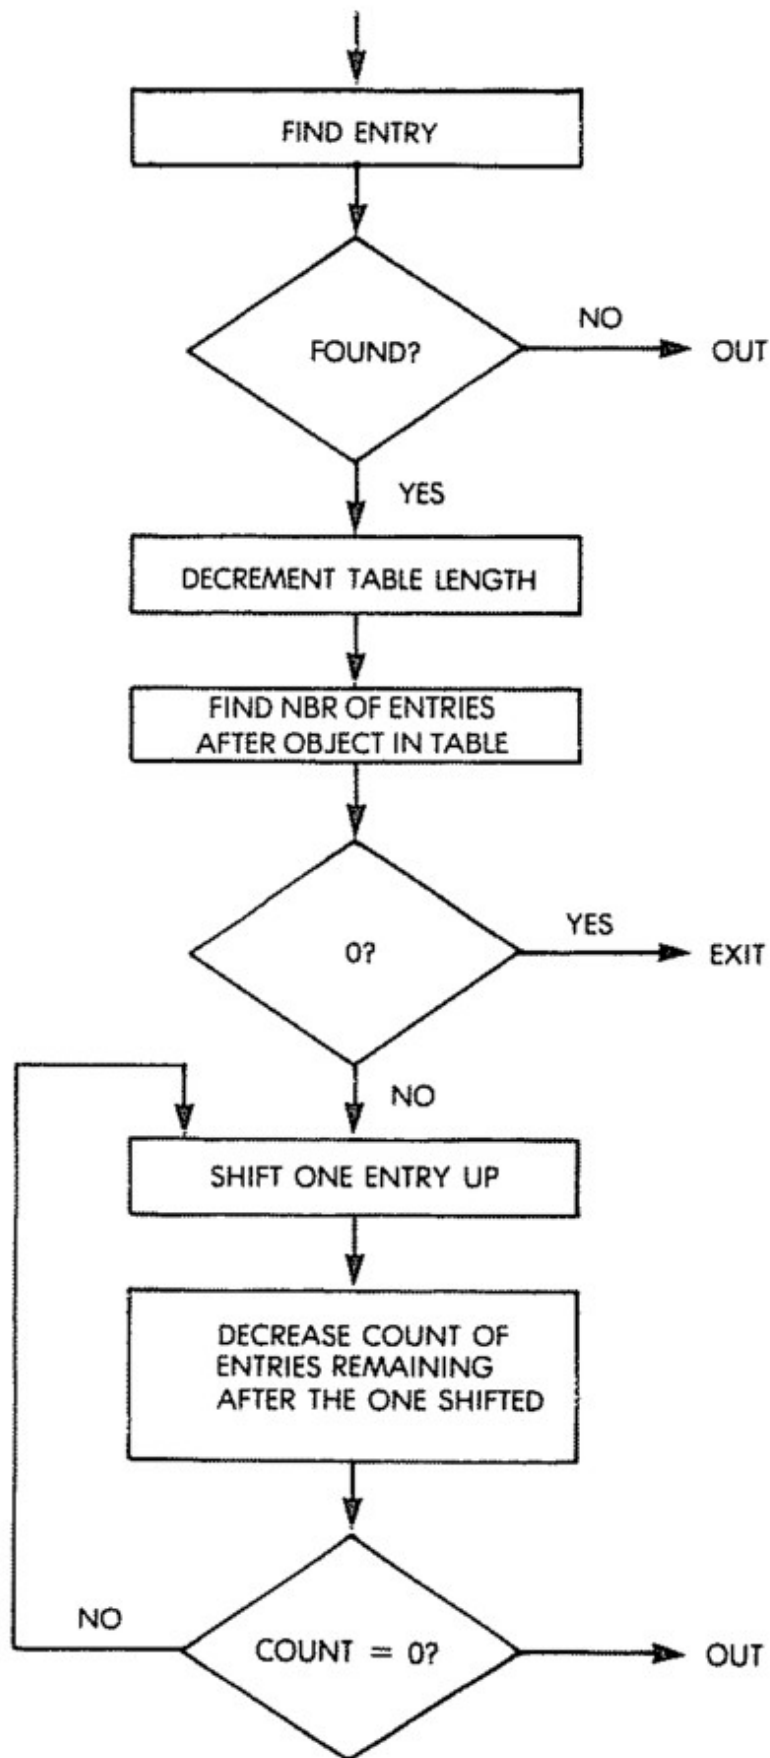 FIND ENTRY
FOUND?
NO
OUT
YES
DECREMENT TABLE LENGTH
FIND NBR OF ENTRIES
AFTER OBJECT IN TABLE
0?
YES
EXIT
NO
SHIFT ONE ENTRY UP
DECREASE COUNT OF
ENTRIES REMAINING
AFTER THE ONE SHIFTED
NO
COUNT = 0?
OUT